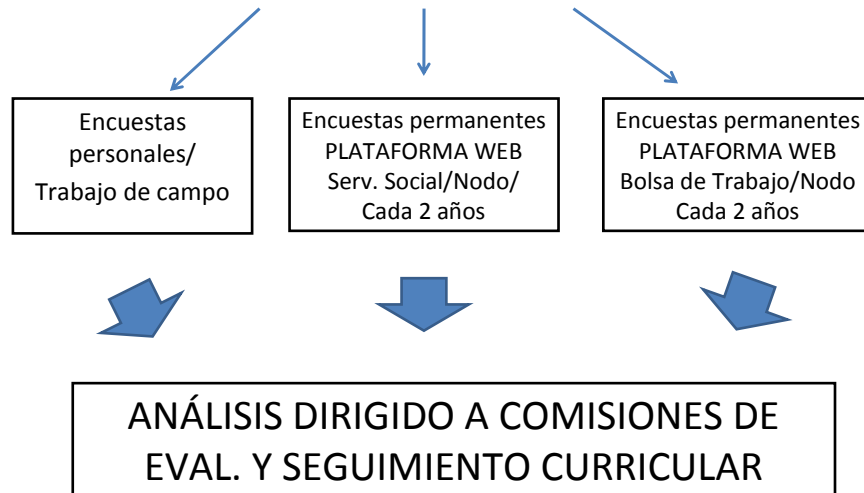 Encuestas
personales/
Trabajo de campo
Encuestas permanentes
PLATAFORMA WEB
Serv. Social/Nodo/
Cada 2 años
Encuestas permanentes
PLATAFORMA WEB
Bolsa de Trabajo/Nodo
Cada 2 años
ANÁLISIS DIRIGIDO A COMISIONES DE
EVAL. Y SEGUIMIENTO CURRICULAR